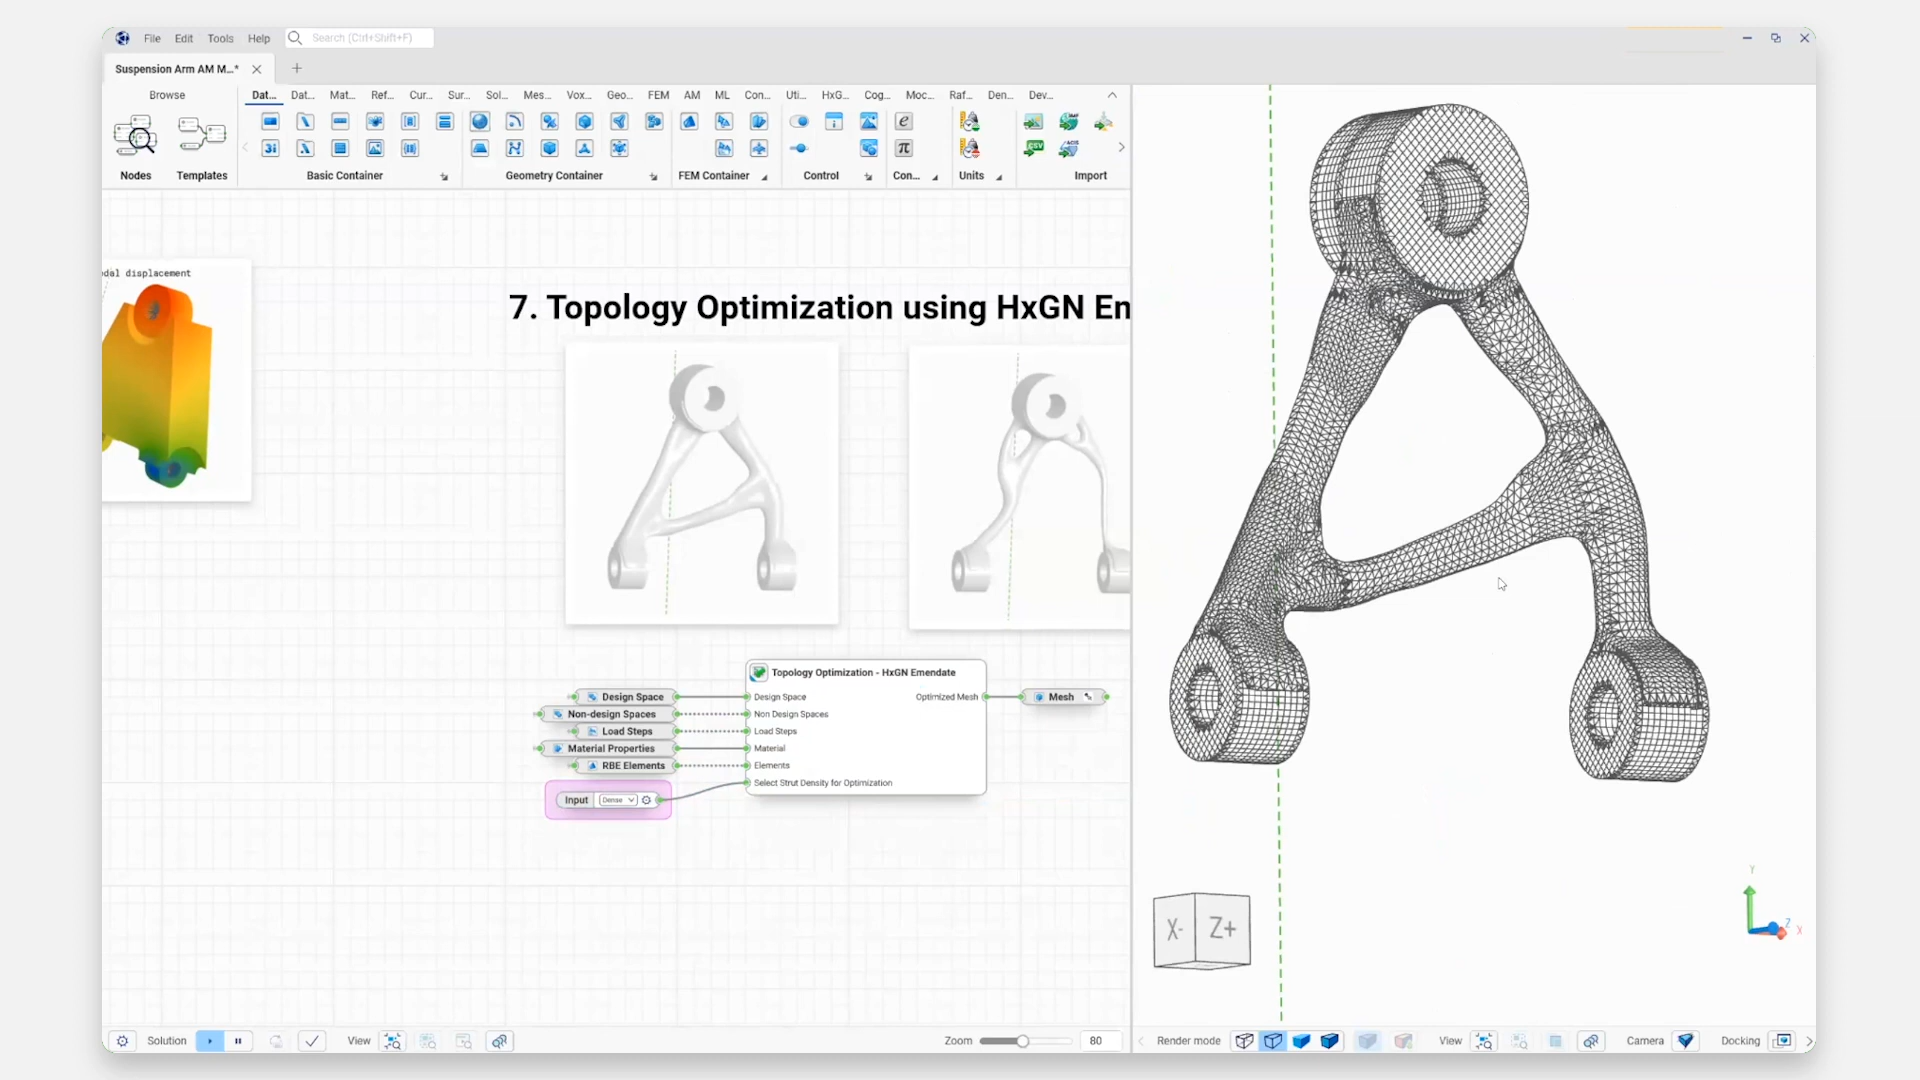 File Edit Tools Help Search (Ctrl+Shift+F)
Suspension Arm AM M...*
Browse
Dat... Dat... Mat... Ref... Cur... Sur... Sol... Mes... Vox... Geo... FEM AM ML Con... Uti... HxG... Cog... Moc... Raf... Den... Dev...
3i
e
π
CSV
Nodes Templates Basic Container Geometry Container FEM Container Control Con... Units Import
dal displacement
7. Topology Optimization using HxGN En
Topology Optimization - HxGN Emendate
Design Space Design Space Optimized Mesh Mesh
Non-design Spaces Non Design Spaces
Load Steps Load Steps
Material Properties Material
RBE Elements Elements
Input Dense Select Strut Density for Optimization
X- Z+
Y
Z
X
Solution View Zoom 80 Render mode View Camera Docking